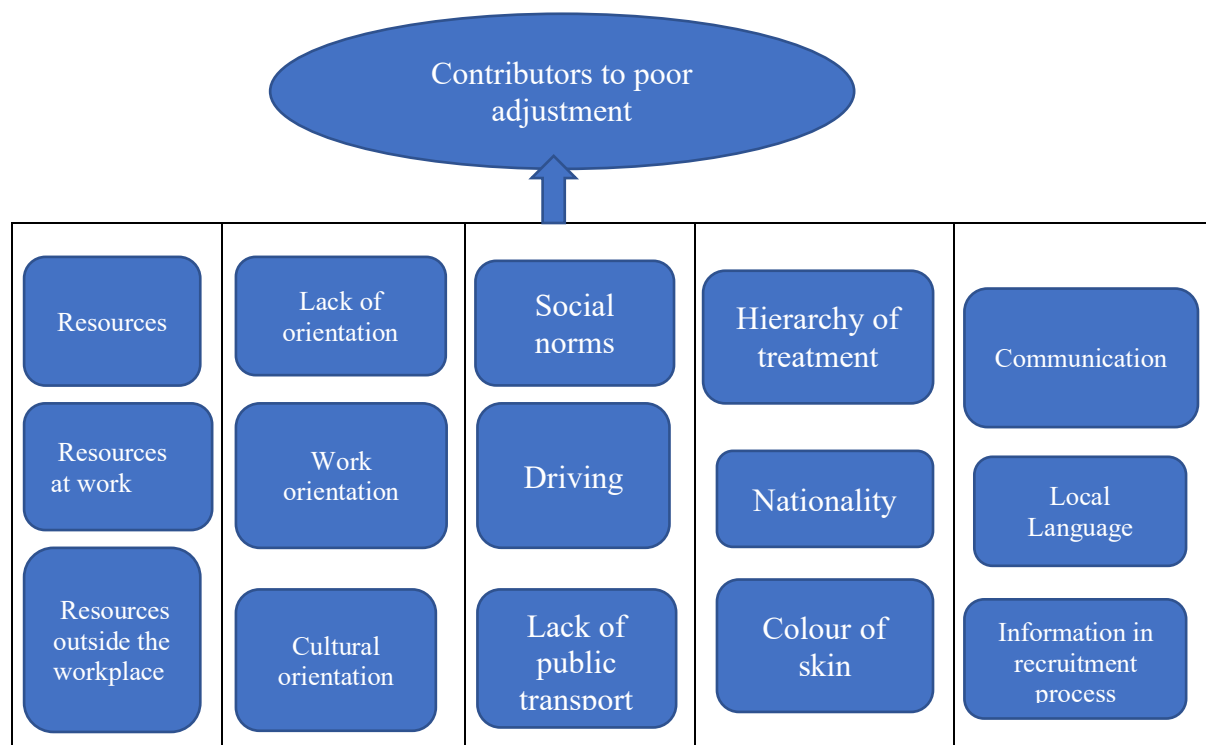 Contributors to poor
adjustment
Resources
Resources
at work
Resources
outside the
workplace
Lack of
orientation
Work
orientation
Cultural
orientation
Social
norms
Driving
Lack of
public
transport
Hierarchy of
treatment
Nationality
Colour of
skin
Communication
Local
Language
Information in
recruitment
process